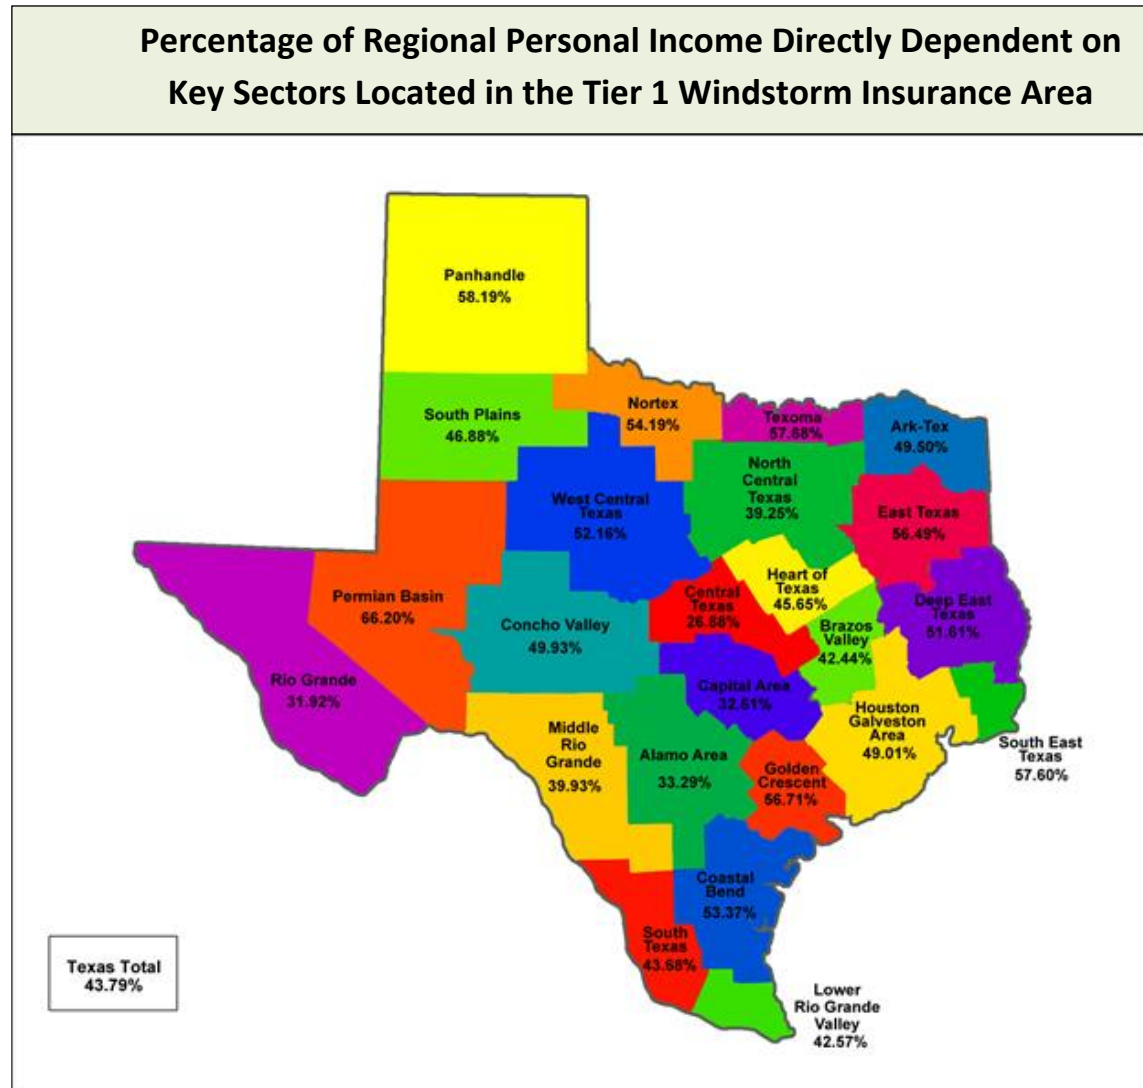 Percentage of Regional Personal Income Directly Dependent on
Key Sectors Located in the Tier 1 Windstorm Insurance Area
Panhandle
58.19%
South Plains
46.88%
Nortex
54.19%
Texoma
57.68%
Ark-Tex
49.50%
North
Central
Texas
39.25%
West Central
Texas
52.16%
East Texas
56.49%
Heart of
Texas
45.65%
Permian Basin
66.20%
Central
Texas
26.88%
Deep East
Texas
51.61%
Concho Valley
49.93%
Brazos
Valley
42.44%
Rio Grande
31.92%
Capital Area
32.61%
Houston
Galveston
Area
49.01%
South East
Texas
57.60%
Middle
Rio
Grande
39.93%
Alamo Area
33.29%
Golden
Crescent
56.71%
Coastal
Bend
53.37%
South
Texas
43.68%
Texas Total
43.79%
Lower
Rio Grande
Valley
42.57%